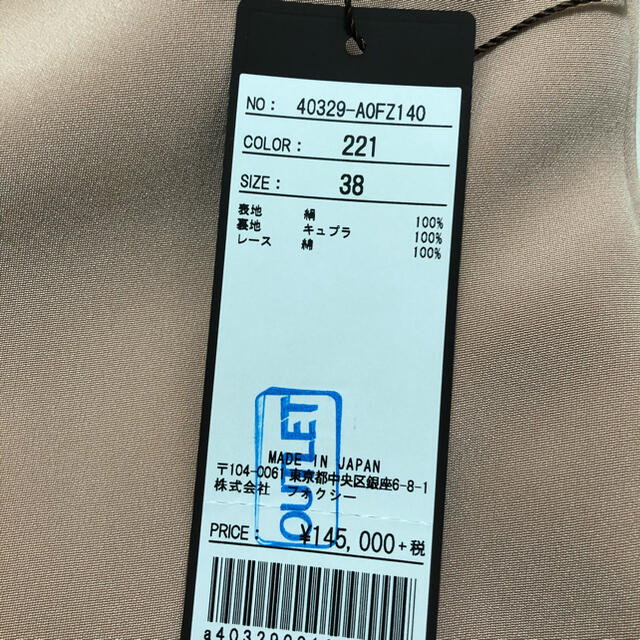 NO: 40329-A0FZ140
COLOR: 221
SIZE: 38
表地 絹 100%
裏地 キュプラ 100%
レース 綿 100%
OUTLET
MADE IN JAPAN
〒104-0061 東京都中央区銀座6-8-1
株式会社 フォクシー
PRICE: ¥145,000+税